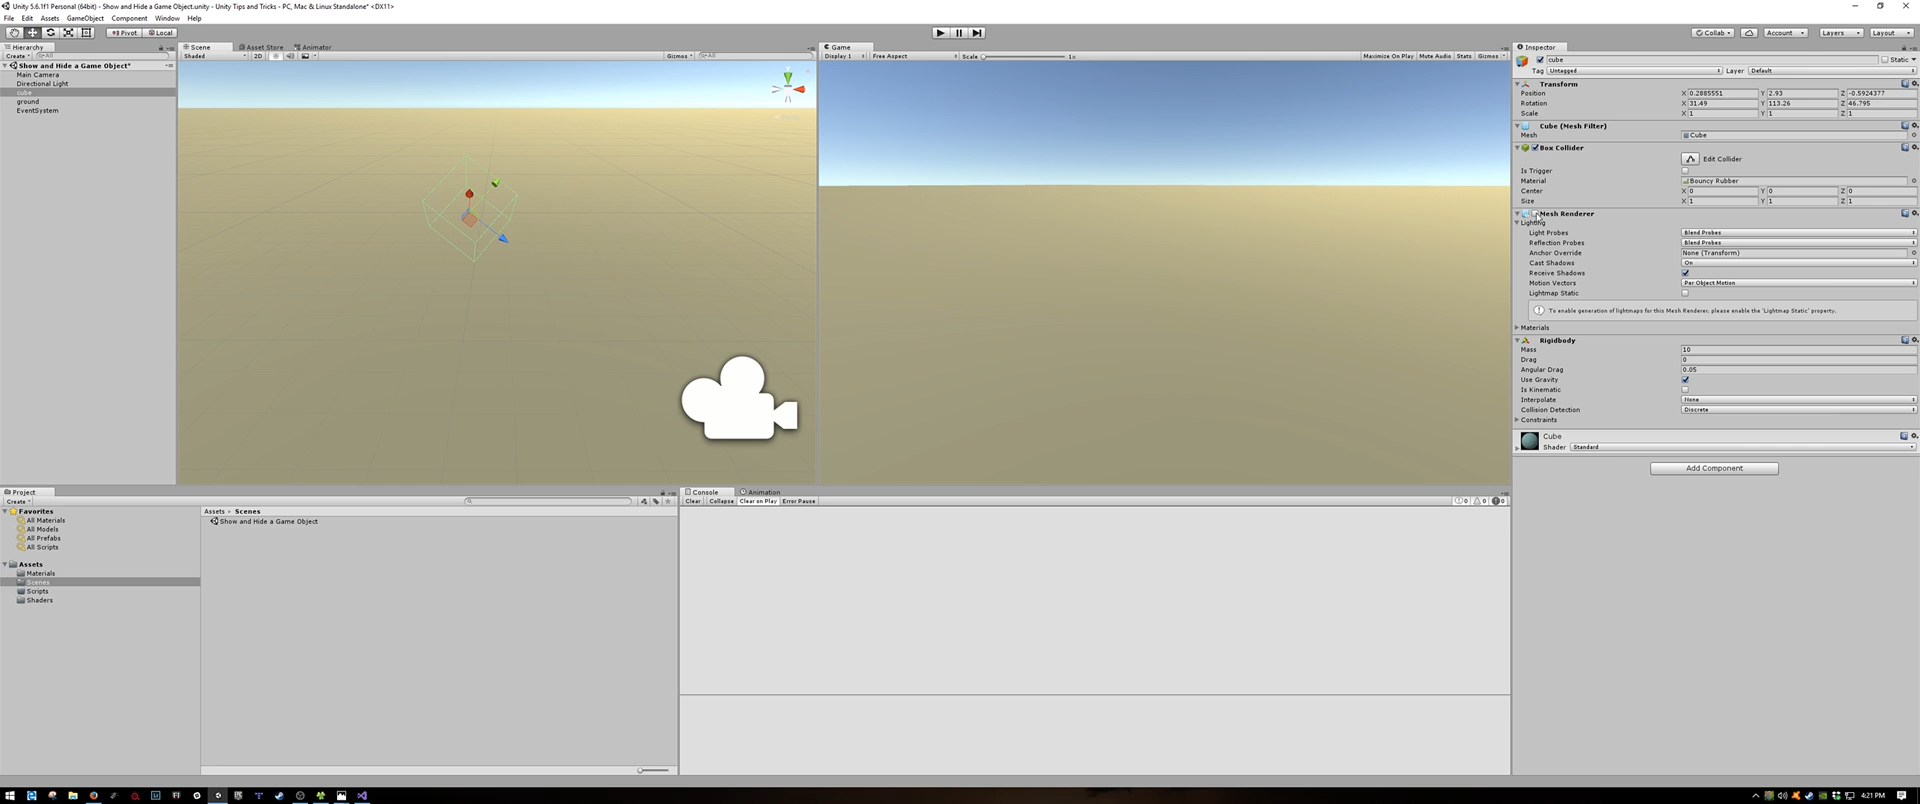 Unity 5.6.1f1 Personal (64bit) - Show and Hide a Game Object.unity - Unity Tips and Tricks - PC, Mac & Linux Standalone* <DX11>
File Edit Assets GameObject Component Window Help
Pivot Local
Collab Account Layers Layout
Hierarchy
Create All
Show and Hide a Game Object*
Main Camera
Directional Light
cube
ground
EventSystem
Scene Asset Store Animator
Shaded 2D Gizmos All
Game
Display 1 Free Aspect Scale 1x Maximize On Play Mute Audio Stats Gizmos
Inspector
cube Static
Tag Untagged Layer Default
Transform
Position X 0.2885551 Y 2.93 Z -0.5924377
Rotation X 31.49 Y 113.26 Z 46.795
Scale X 1 Y 1 Z 1
Cube (Mesh Filter)
Mesh Cube
Box Collider
Edit Collider
Is Trigger
Material Bouncy Rubber
Center X 0 Y 0 Z 0
Size X 1 Y 1 Z 1
Mesh Renderer
Lighting
Light Probes Blend Probes
Reflection Probes Blend Probes
Anchor Override None (Transform)
Cast Shadows On
Receive Shadows
Motion Vectors Per Object Motion
Lightmap Static
To enable generation of lightmaps for this Mesh Renderer, please enable the 'Lightmap Static' property.
Materials
Rigidbody
Mass 10
Drag 0
Angular Drag 0.05
Use Gravity
Is Kinematic
Interpolate None
Collision Detection Discrete
Constraints
Cube
Shader Standard
Add Component
Project
Create
Favorites
All Materials
All Models
All Prefabs
All Scripts
Assets
Materials
Scenes
Scripts
Shaders
Assets Scenes
Show and Hide a Game Object
Console Animation
Clear Collapse Clear on Play Error Pause 0 0 0
4:21 PM